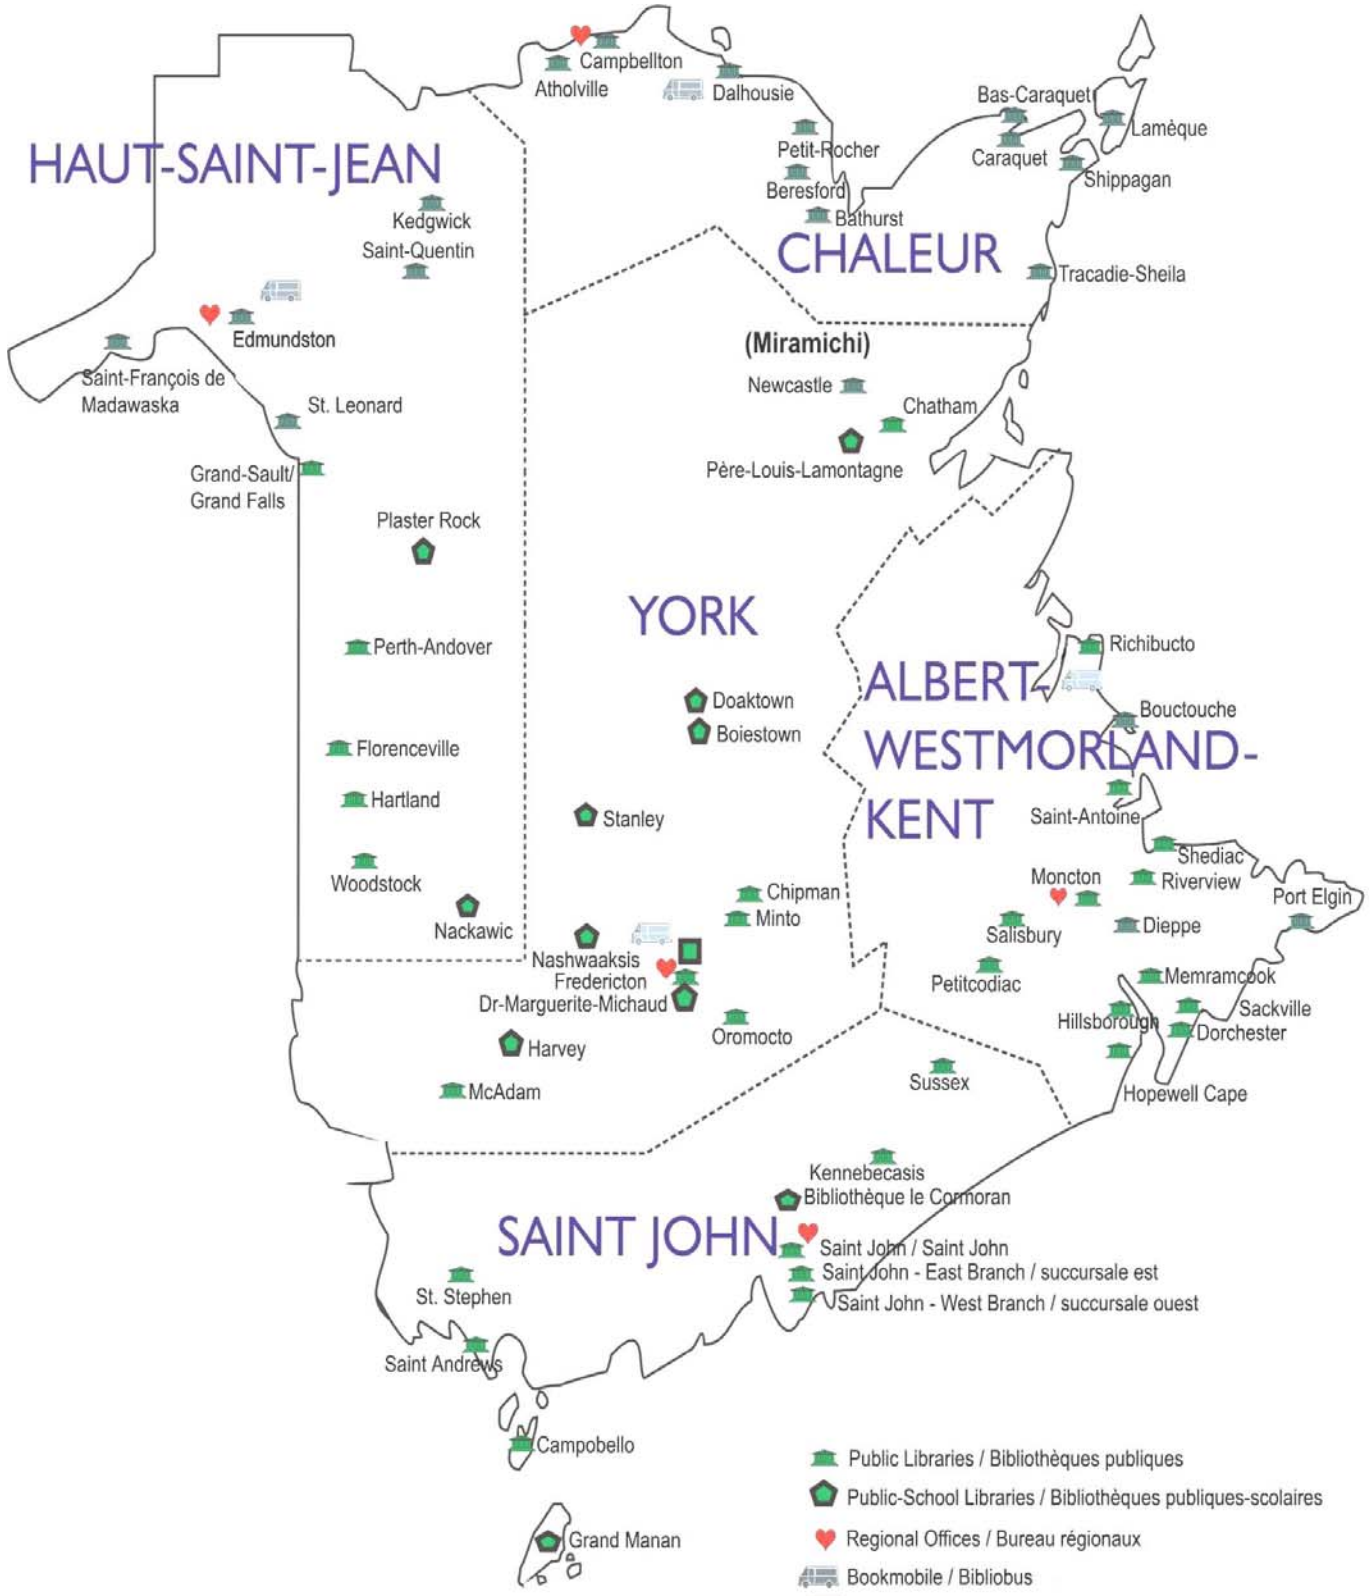 Campbellton
Atholville
Dalhousie
Bas-Caraquet
Lamèque
Petit-Rocher
Caraquet
HAUT-SAINT-JEAN
Shippagan
Beresford
Kedgwick
Bathurst
Saint-Quentin
CHALEUR
Tracadie-Sheila
Edmundston
(Miramichi)
Saint-François de
Madawaska
Newcastle
St. Leonard
Chatham
Grand-Sault/
Grand Falls
Père-Louis-Lamontagne
Plaster Rock
YORK
Perth-Andover
Richibucto
ALBERT-
WESTMORLAND-
KENT
Doaktown
Boiestown
Bouctouche
Florenceville
Hartland
Stanley
Saint-Antoine
Shediac
Woodstock
Moncton
Riverview
Chipman
Port Elgin
Minto
Nackawic
Salisbury
Dieppe
Nashwaaksis
Fredericton
Petitcodiac
Memramcook
Dr-Marguerite-Michaud
Hillsborough
Sackville
Dorchester
Oromocto
Harvey
McAdam
Sussex
Hopewell Cape
Kennebecasis
Bibliothèque le Cormoran
SAINT JOHN
Saint John / Saint John
Saint John - East Branch / succursale est
St. Stephen
Saint John - West Branch / succursale ouest
Saint Andrews
Campobello
Grand Manan
Public Libraries / Bibliothèques publiques
Public-School Libraries / Bibliothèques publiques-scolaires
Regional Offices / Bureau régionaux
Bookmobile / Bibliobus